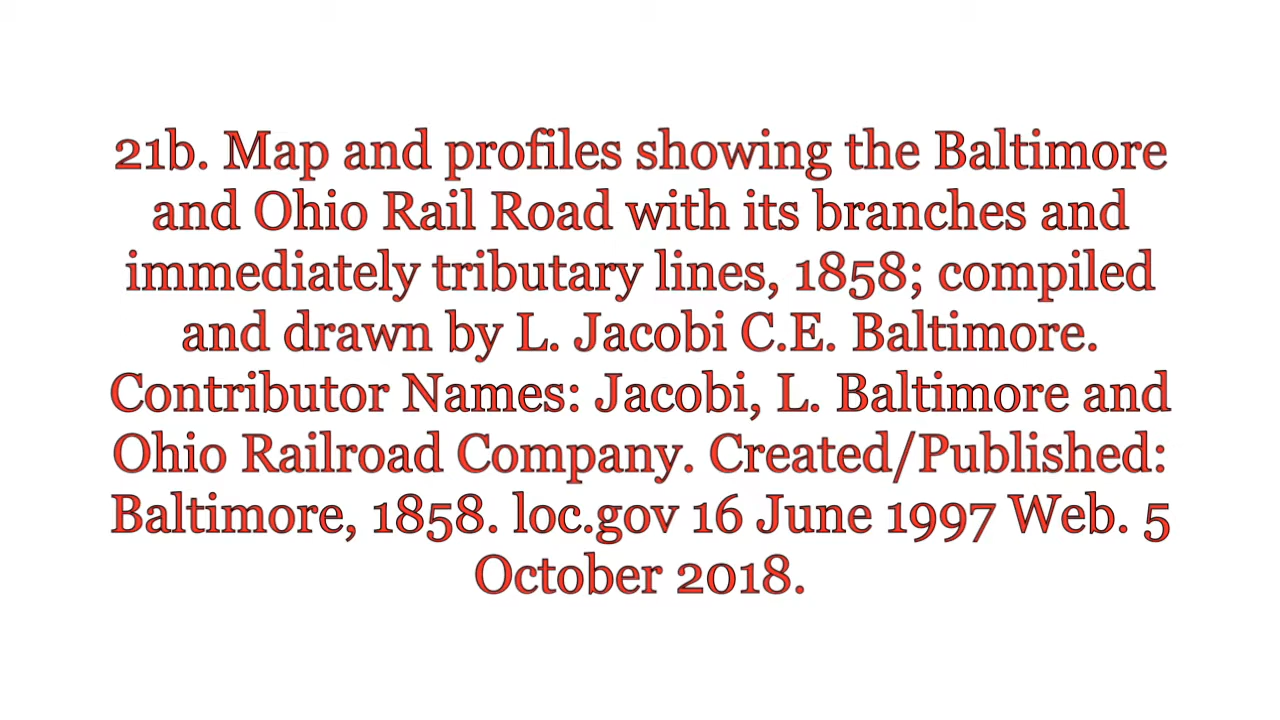 21b. Map and profiles showing the Baltimore
and Ohio Rail Road with its branches and
immediately tributary lines, 1858; compiled
and drawn by L. Jacobi C.E. Baltimore.
Contributor Names: Jacobi, L. Baltimore and
Ohio Railroad Company. Created/Published:
Baltimore, 1858. loc.gov 16 June 1997 Web. 5
October 2018.